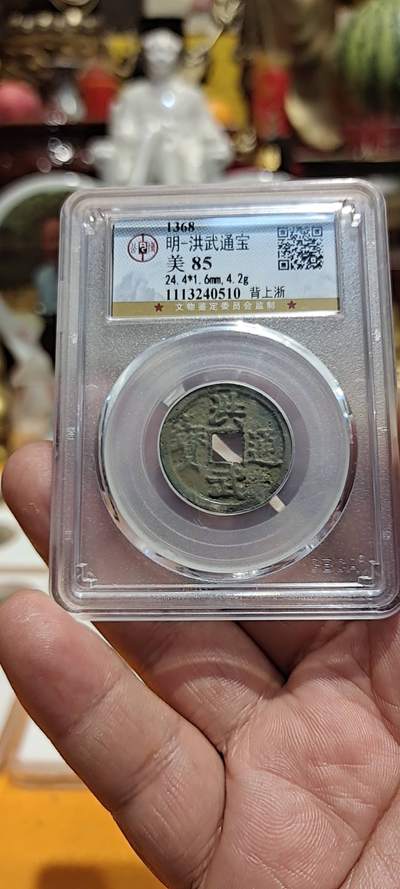 1368
明-洪武通宝
美 85
24.4*1.6mm,4.2g
1113240510 背上浙
★ 文物鉴定委员会监制 ★
洪
寶 通
武